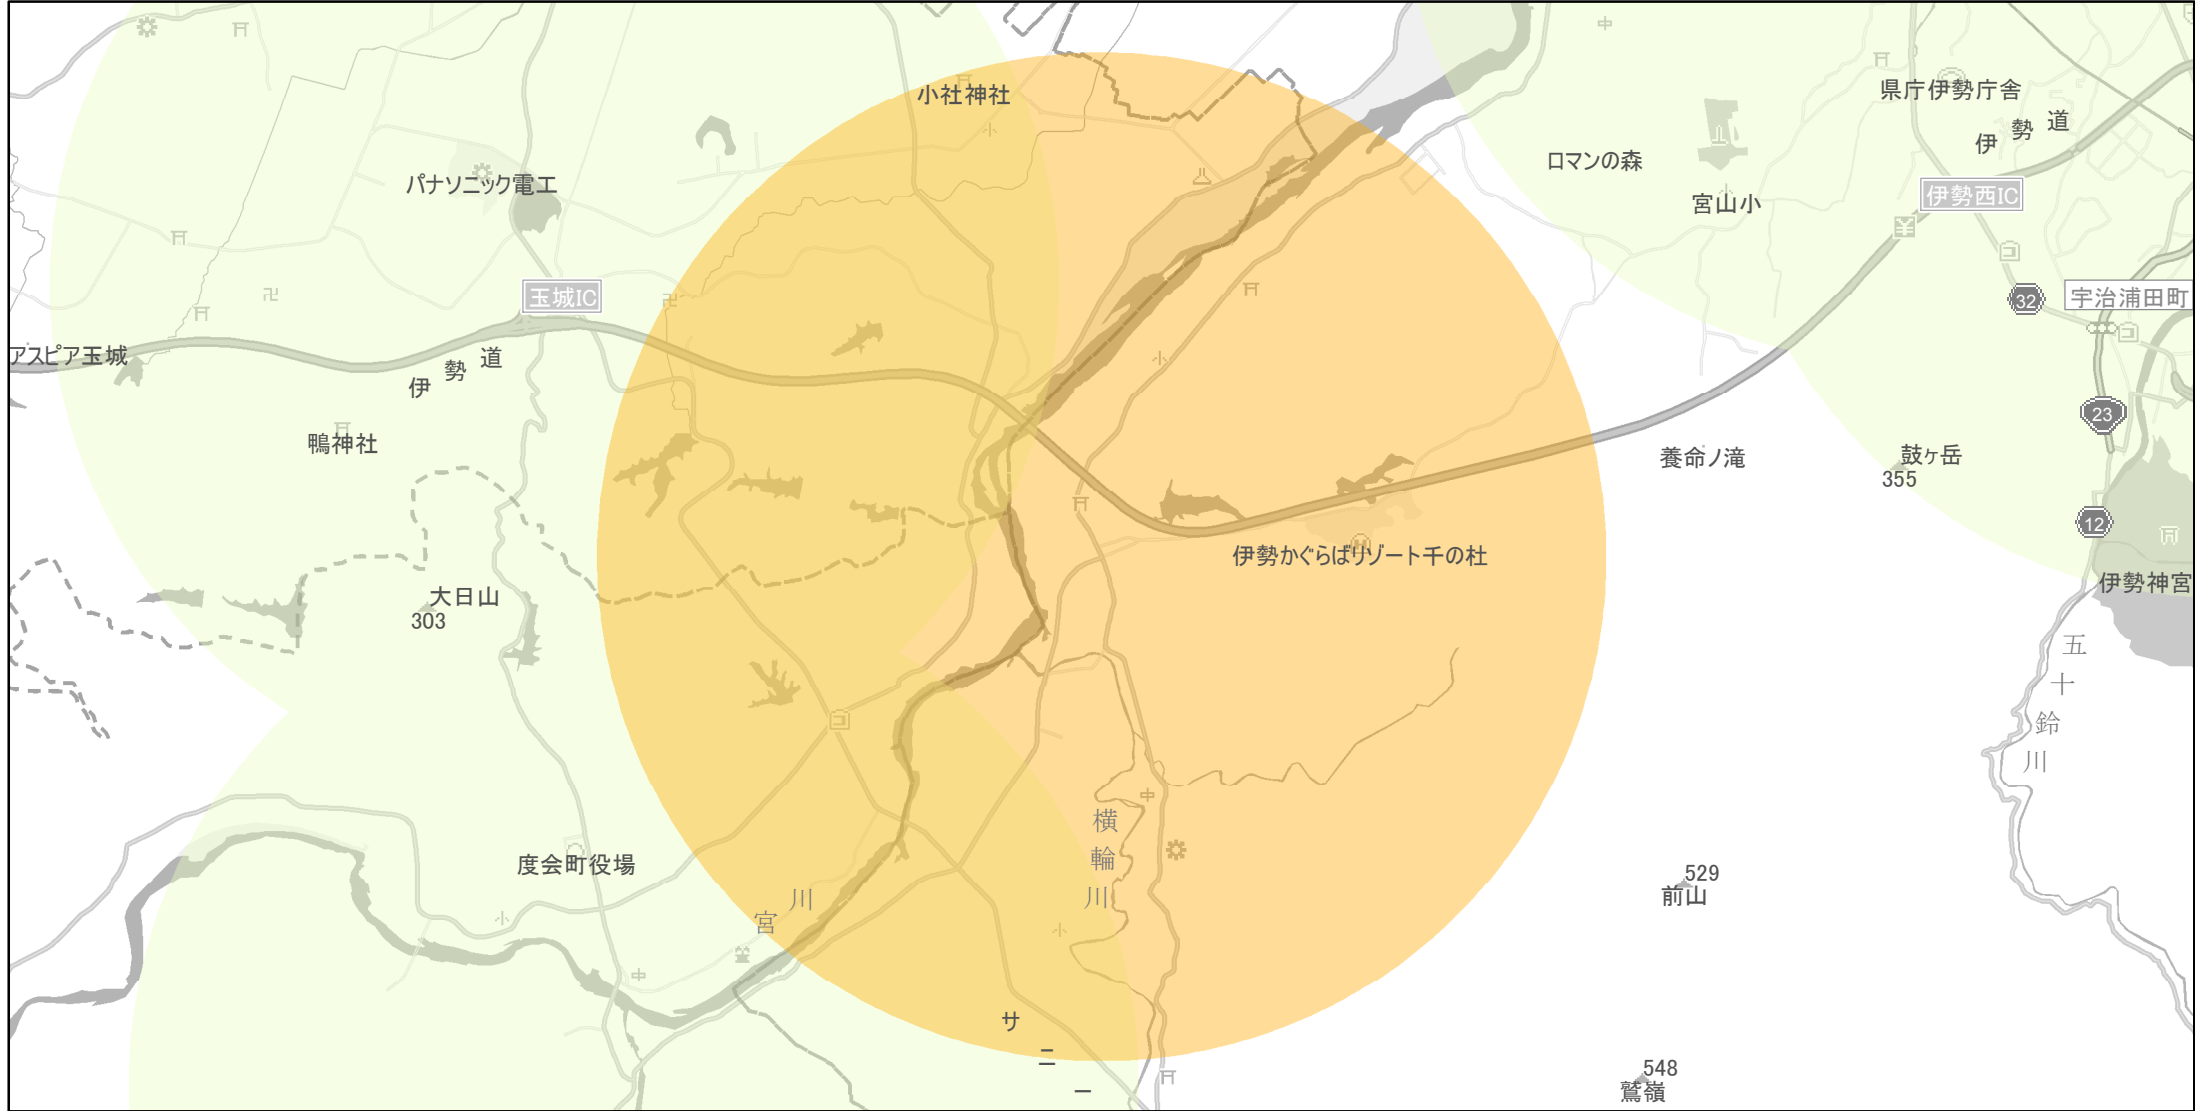 小社神社
県庁伊勢庁舎
伊勢道
ロマンの森
パナソニック電工
宮山小
伊勢西IC
玉城IC
32
宇治浦田町
アスピア玉城
伊勢道
23
鴨神社
養命ノ滝
鼓ヶ岳
355
12
伊勢かぐらばリゾート千の杜
伊勢神宮
大日山
303
五十鈴川
横輪川
度会町役場
宮川
529
前山
サニー
548
鷲嶺